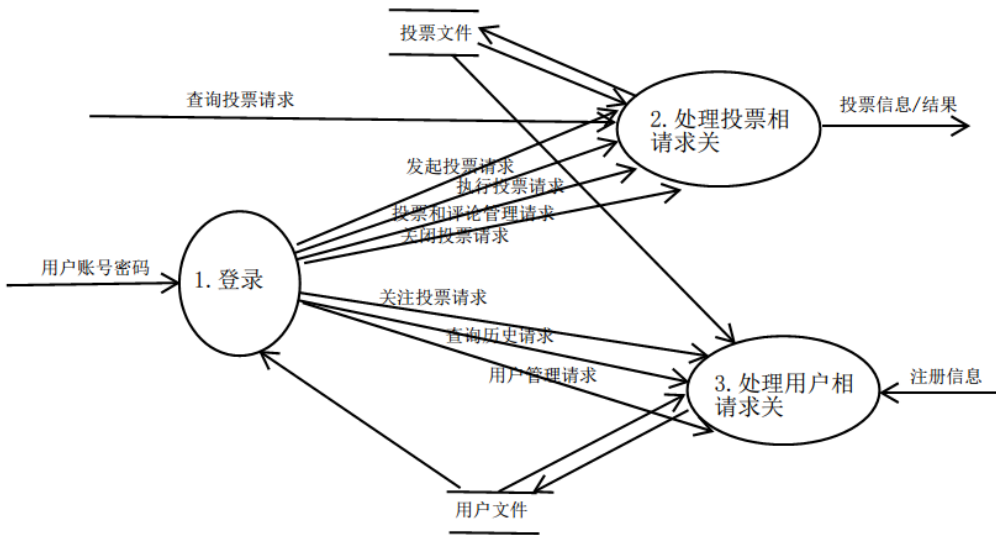 投票文件
查询投票请求
2.处理投票相
请求关
投票信息/结果
发起投票请求
执行投票请求
投票和评论管理请求
关闭投票请求
用户账号密码
1.登录
关注投票请求
查询历史请求
用户管理请求
3.处理用户相
请求关
注册信息
用户文件